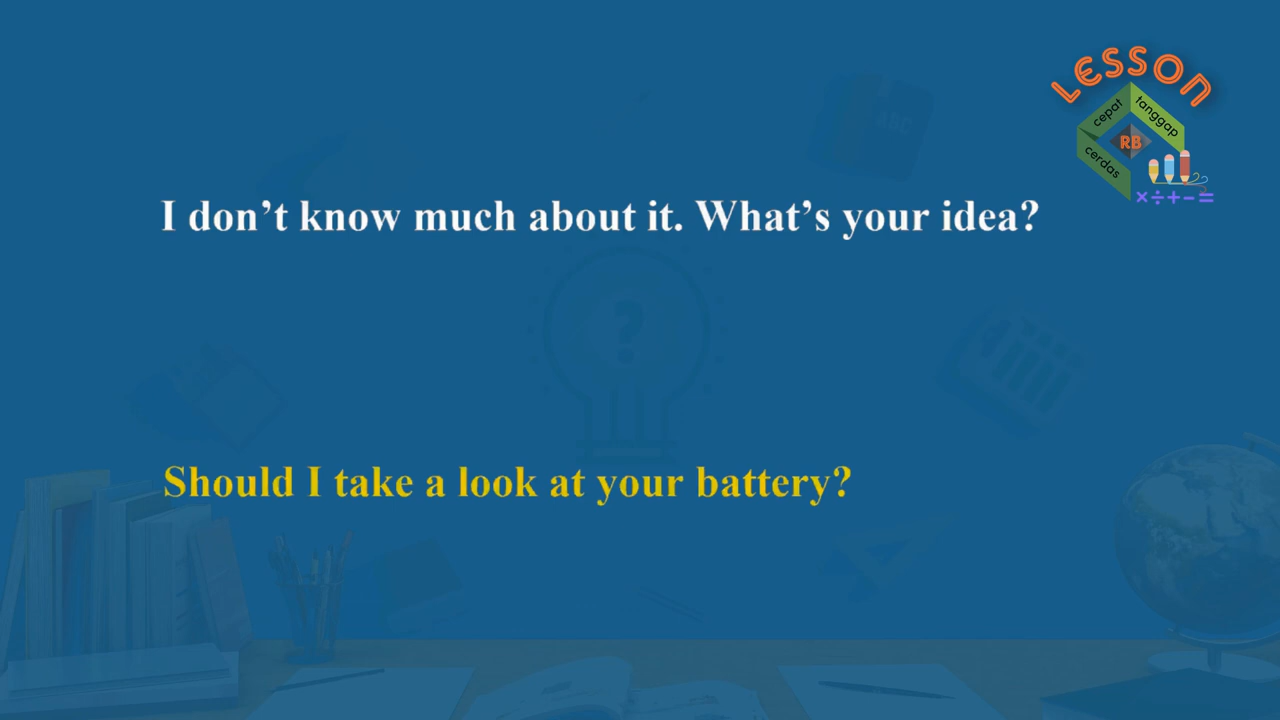 LESSON
cepat
tanggap
RB
cerdas
×÷+-=
I don’t know much about it. What’s your idea?
Should I take a look at your battery?